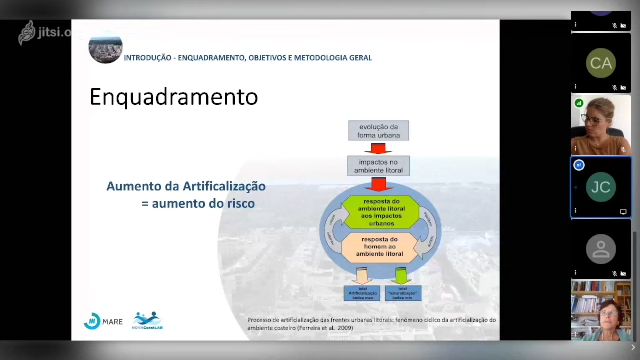 jitsi.o
INTRODUÇÃO - ENQUADRAMENTO, OBJETIVOS E METODOLOGIA GERAL
Enquadramento
evolução da
forma urbana
impactos no
ambiente litoral
Aumento da Artificalização
= aumento do risco
resposta do
ambiente litoral
aos impactos
urbanos
resposta do
homem ao
ambiente litoral
MARE
Processo de artificialização das frentes urbanas litorais: fenómeno cíclico da artificialização do
ambiente costeiro (Ferreira et al. 2009)
CA
JC